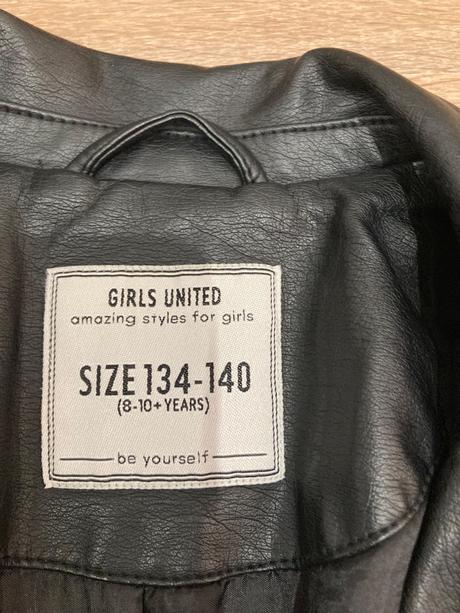 GIRLS UNITED
amazing styles for girls
SIZE 134-140
(8-10+YEARS)
be yourself